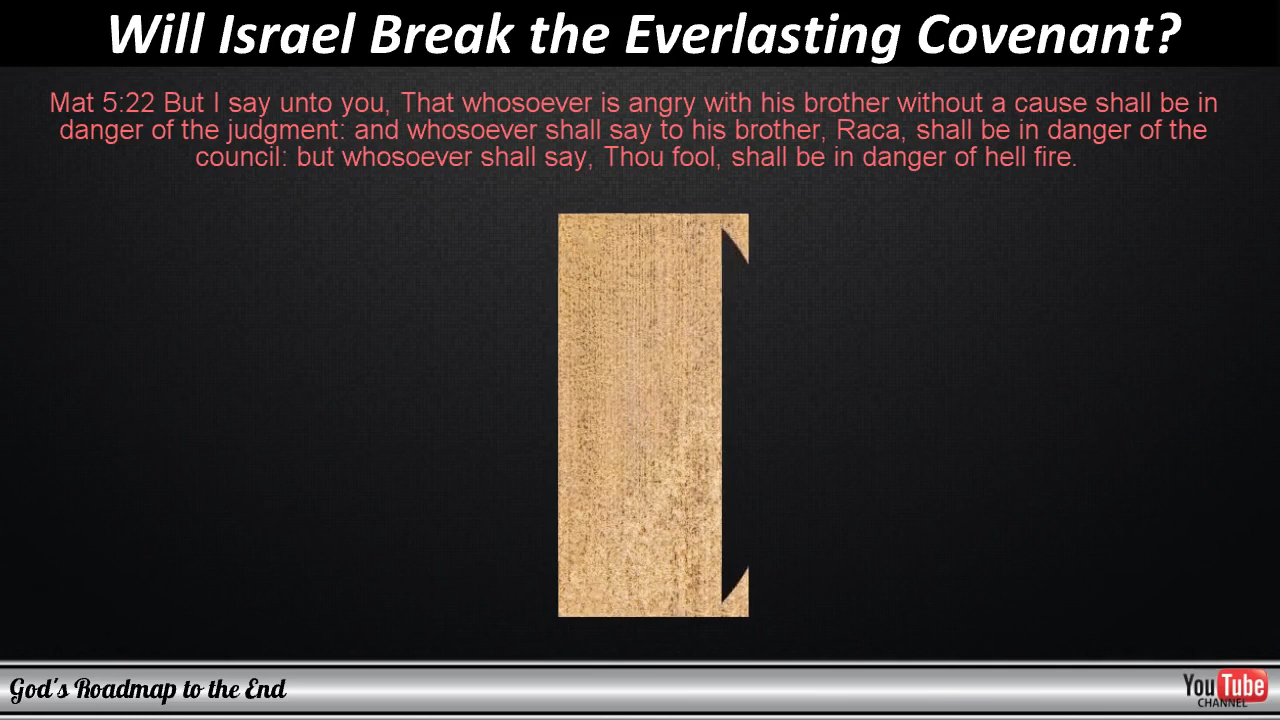 Will Israel Break the Everlasting Covenant?
Mat 5:22 But I say unto you, That whosoever is angry with his brother without a cause shall be in
danger of the judgment: and whosoever shall say to his brother, Raca, shall be in danger of the
council: but whosoever shall say, Thou fool, shall be in danger of hell fire.
God's Roadmap to the End
YouTube
CHANNEL